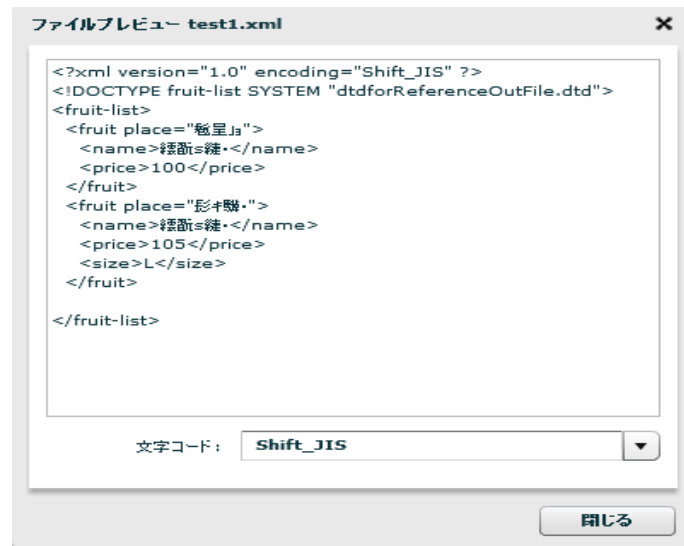 ファイルプレビュー test1.xml
<?xml version="1.0" encoding="Shift_JIS" ?>
<!DOCTYPE fruit-list SYSTEM "dtdforReferenceOutFile.dtd">
<fruit-list>
<fruit place="">
<name></name>
<price>100</price>
</fruit>
<fruit place="">
<name></name>
<price>105</price>
<size>L</size>
</fruit>
</fruit-list>
文字コード: Shift_JIS
閉じる